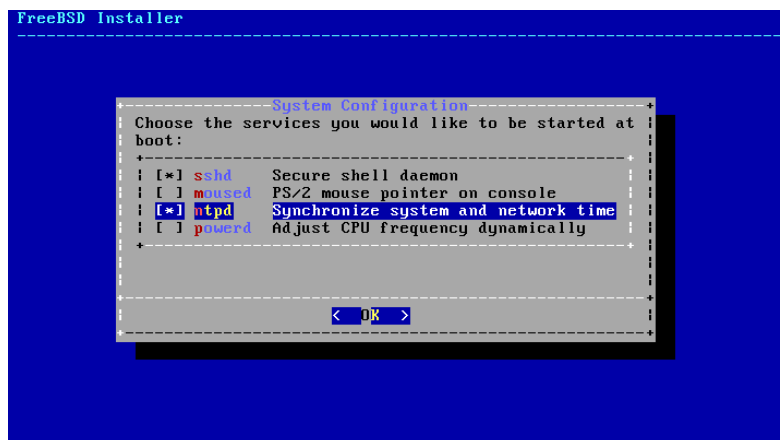 FreeBSD Installer
System Configuration
Choose the services you would like to be started at
boot:
[*] sshd Secure shell daemon
[ ] moused PS/2 mouse pointer on console
[*] ntpd Synchronize system and network time
[ ] powerd Adjust CPU frequency dynamically
< OK >